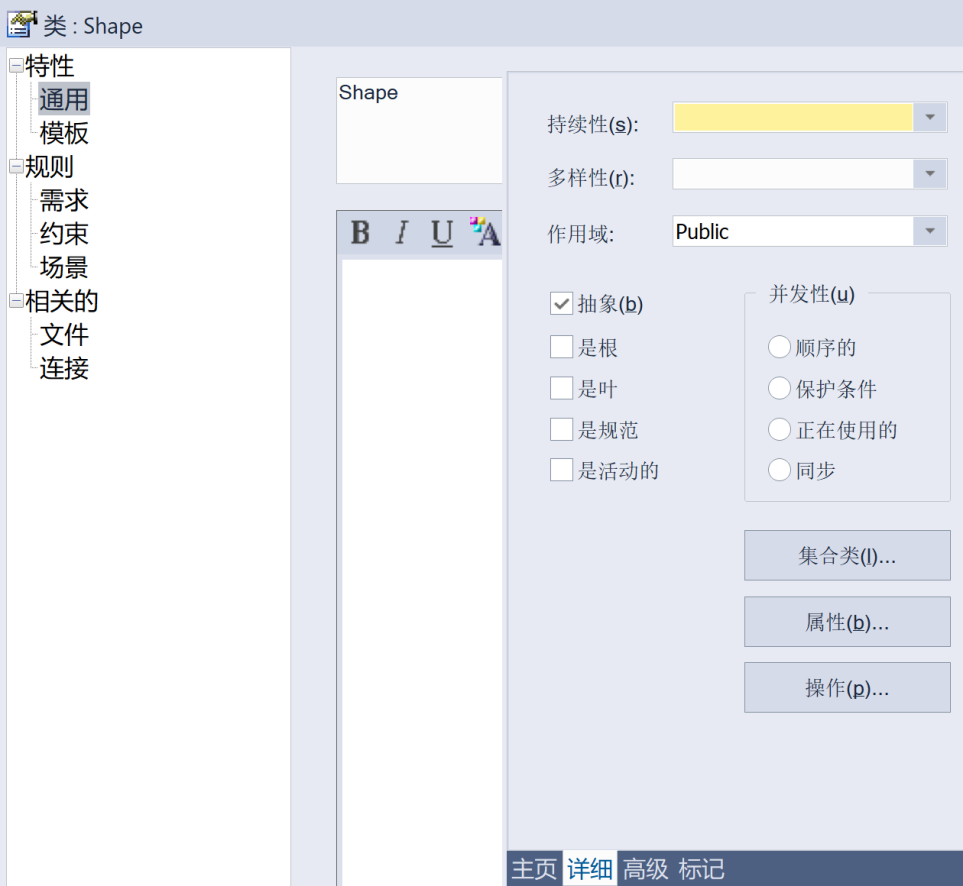 类 : Shape
特性
通用
模板
规则
需求
约束
场景
相关的
文件
连接
Shape
B I U A
持续性(s):
多样性(r):
作用域: Public
抽象(b)
是根
是叶
是规范
是活动的
并发性(u)
顺序的
保护条件
正在使用的
同步
集合类(l)...
属性(b)...
操作(p)...
主页 详细 高级 标记